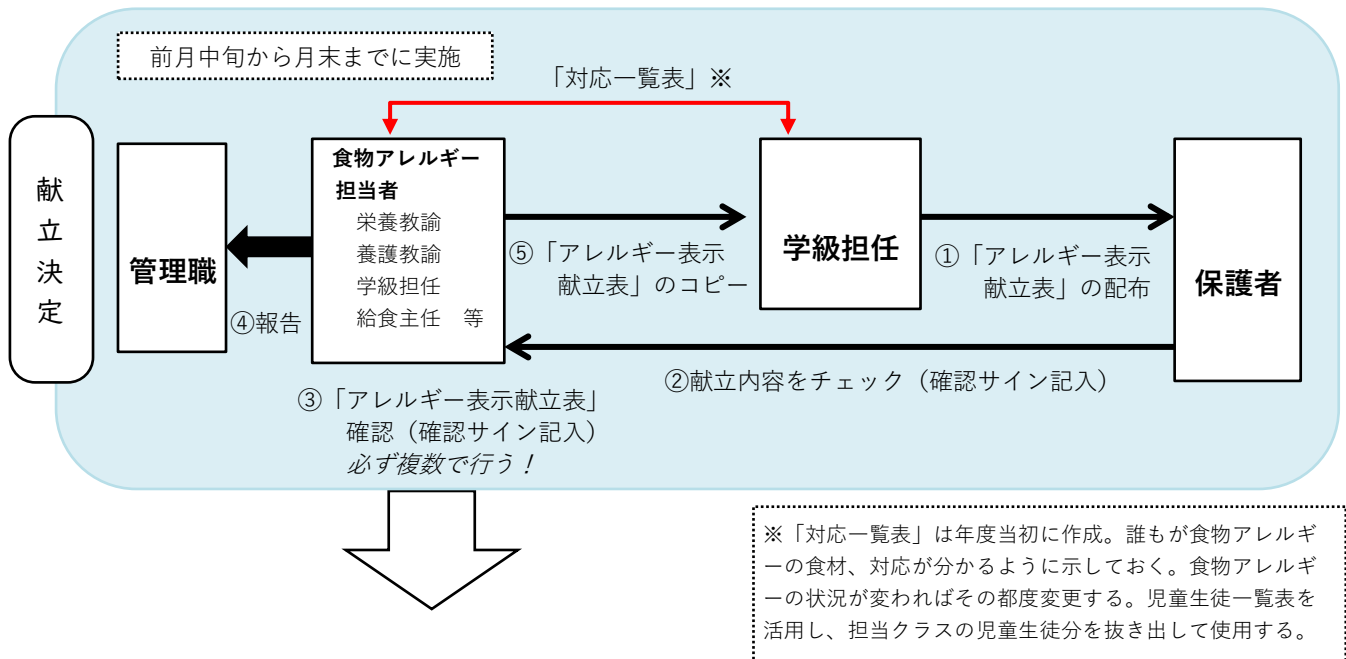 前月中旬から月末までに実施
「対応一覧表」※
献立決定
管理職
食物アレルギー
担当者
栄養教諭
養護教諭
学級担任
給食主任　等
④報告
⑤「アレルギー表示
献立表」のコピー
学級担任
①「アレルギー表示
献立表」の配布
保護者
②献立内容をチェック（確認サイン記入）
③「アレルギー表示献立表」
確認（確認サイン記入）
必ず複数で行う！
※「対応一覧表」は年度当初に作成。誰もが食物アレルギ
ーの食材、対応が分かるように示しておく。食物アレルギ
ーの状況が変わればその都度変更する。児童生徒一覧表を
活用し、担当クラスの児童生徒分を抜き出して使用する。